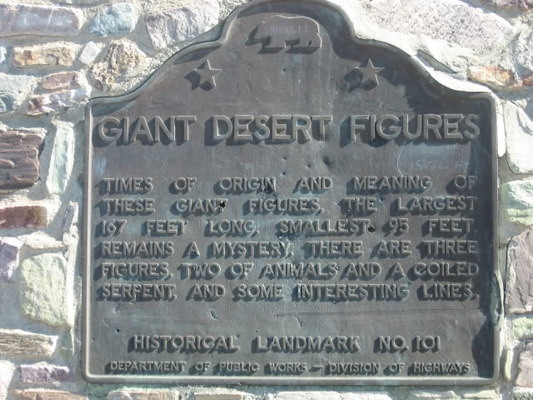 GIANT DESERT FIGURES
TIMES OF ORIGIN AND MEANING OF
THESE GIANT FIGURES, THE LARGEST
167 FEET LONG, SMALLEST 95 FEET,
REMAINS A MYSTERY. THERE ARE THREE
FIGURES, TWO OF ANIMALS AND A COILED
SERPENT, AND SOME INTERESTING LINES.
HISTORICAL LANDMARK NO. 101
DEPARTMENT OF PUBLIC WORKS – DIVISION OF HIGHWAYS